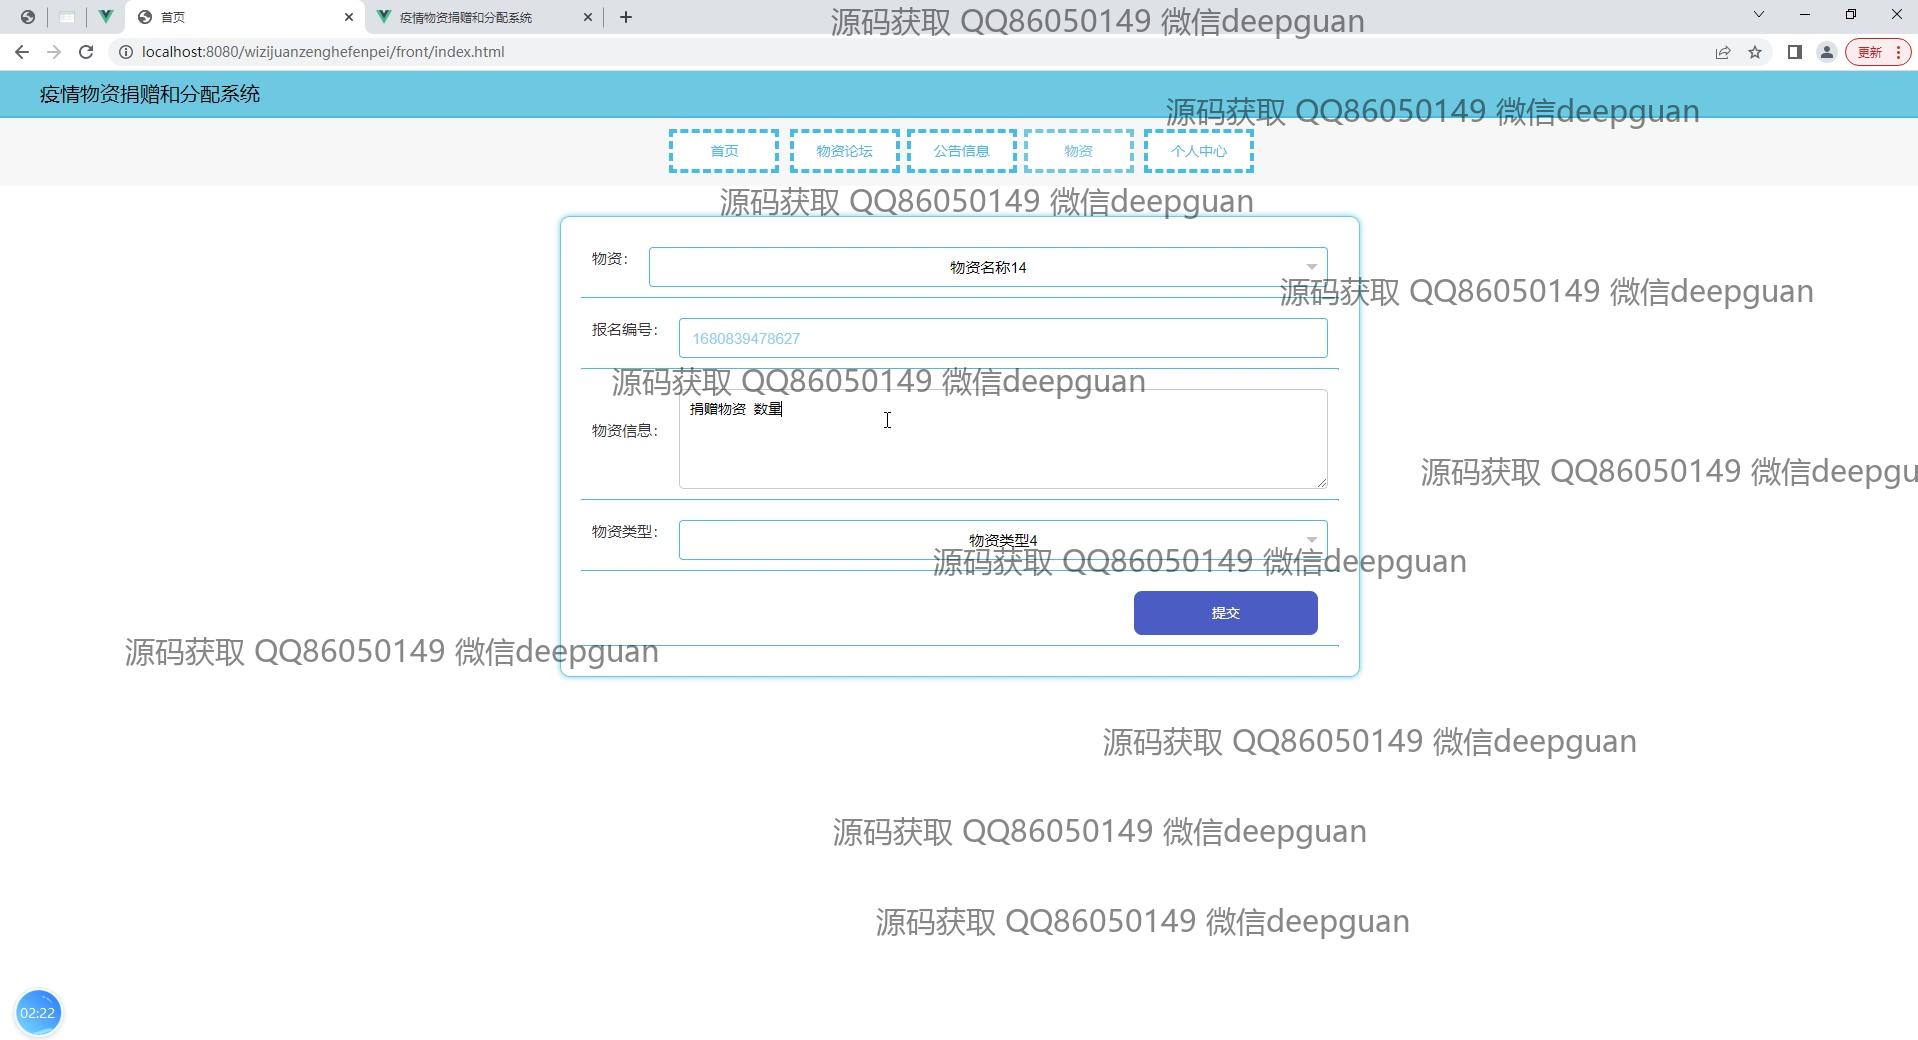 首页
疫情物资捐赠和分配系统
源码获取 QQ86050149 微信deepguan
localhost:8080/wizijuanzenghefenpei/front/index.html
更新
疫情物资捐赠和分配系统
源码获取 QQ86050149 微信deepguan
首页
物资论坛
公告信息
物资
个人中心
源码获取 QQ86050149 微信deepguan
物资：
物资名称14
源码获取 QQ86050149 微信deepguan
报名编号：
1680839478627
源码获取 QQ86050149 微信deepguan
捐赠物资 数量
物资信息：
源码获取 QQ86050149 微信deepgu
物资类型：
物资类型4
源码获取 QQ86050149 微信deepguan
提交
源码获取 QQ86050149 微信deepguan
源码获取 QQ86050149 微信deepguan
源码获取 QQ86050149 微信deepguan
源码获取 QQ86050149 微信deepguan
02:22